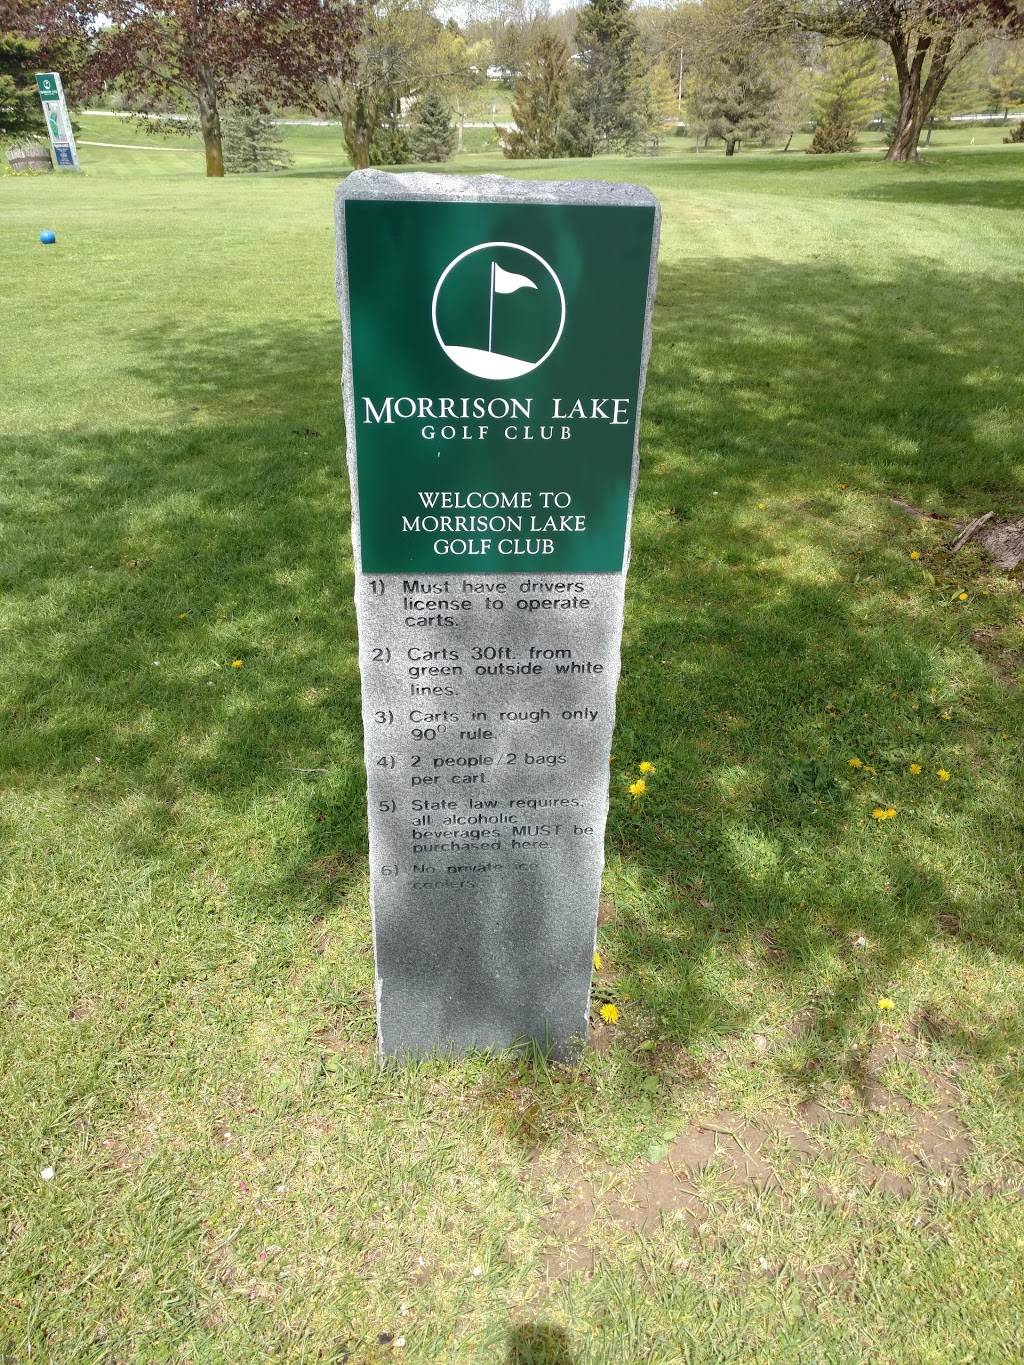 MORRISON LAKE
GOLF CLUB
WELCOME TO
MORRISON LAKE
GOLF CLUB
1) Must have drivers
license to operate
carts.
2) Carts 30ft. from
green outside white
lines.
3) Carts in rough only
90° rule.
4) 2 people/2 bags
per cart.
5) State law requires,
all alcoholic
beverages MUST be
purchased here.
6) No private ice
coolers.